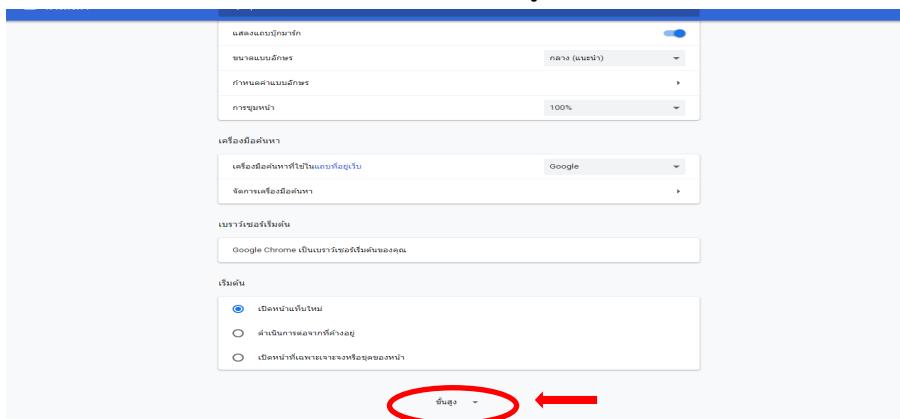 แสดงแถบบุ๊กมาร์ก
ขนาดแบบอักษร กลาง (แนะนำ)
กำหนดค่าแบบอักษร
การซูมหน้า 100%
เครื่องมือค้นหา
เครื่องมือค้นหาที่ใช้ในแถบที่อยู่เว็บ Google
จัดการเครื่องมือค้นหา
เบราว์เซอร์เริ่มต้น
Google Chrome เป็นเบราว์เซอร์เริ่มต้นของคุณ
เริ่มต้น
เปิดหน้าแท็บใหม่
ดำเนินการต่อจากที่ค้างอยู่
เปิดหน้าที่เฉพาะเจาะจงหรือชุดของหน้า
ขั้นสูง